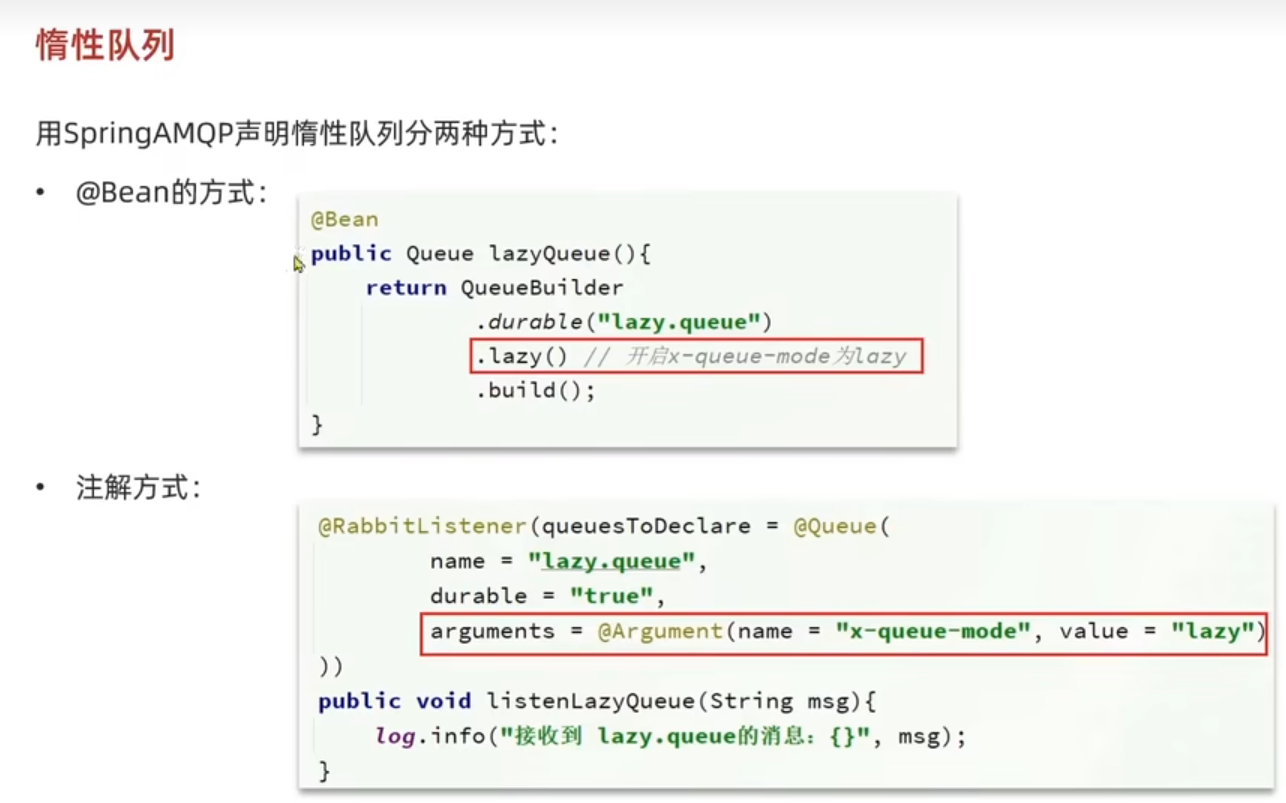 惰性队列
用SpringAMQP声明惰性队列分两种方式：
• @Bean的方式：
@Bean
public Queue lazyQueue(){
return QueueBuilder
.durable("lazy.queue")
.lazy() // 开启x-queue-mode为lazy
.build();
}
• 注解方式：
@RabbitListener(queuesToDeclare = @Queue(
name = "lazy.queue",
durable = "true",
arguments = @Argument(name = "x-queue-mode", value = "lazy")
))
public void listenLazyQueue(String msg){
log.info("接收到 lazy.queue的消息：{}", msg);
}